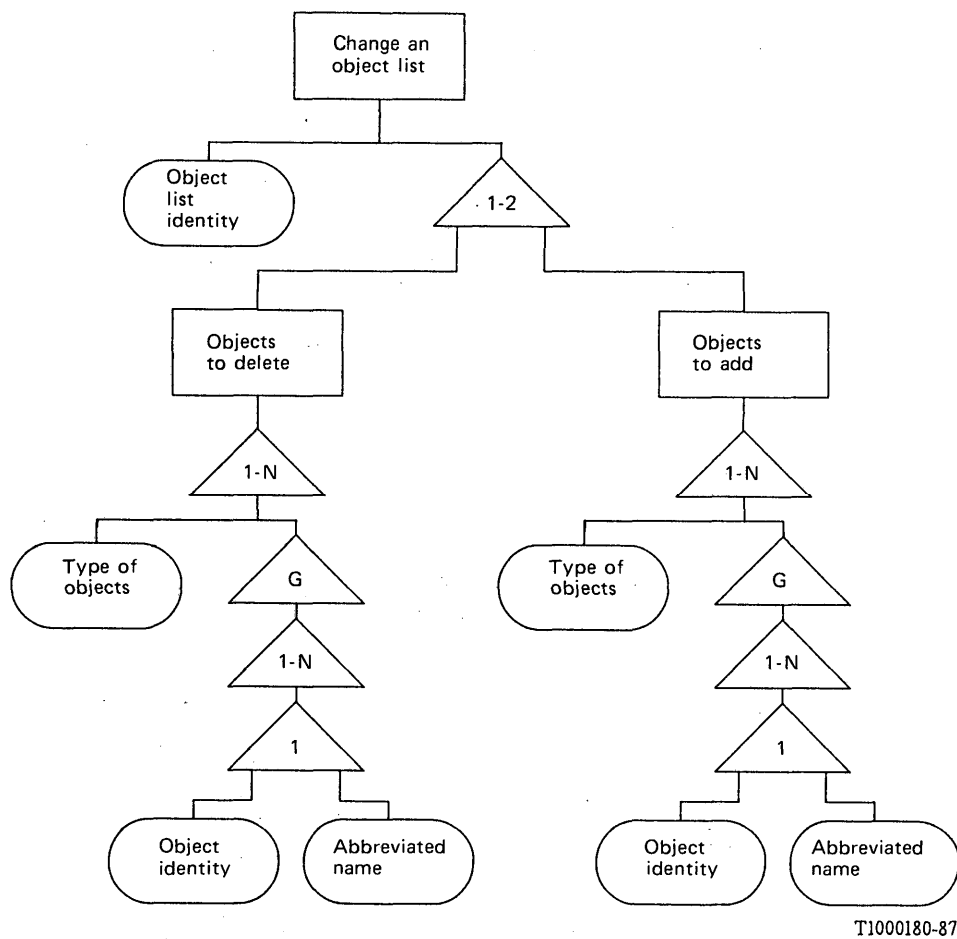 Change an
object list
Object
list
identity
1-2
Objects
to delete
Objects
to add
1-N
1-N
Type of
objects
G
Type of
objects
G
1-N
1-N
1
1
Object
identity
Abbreviated
name
Object
identity
Abbreviated
name
T1000180-87